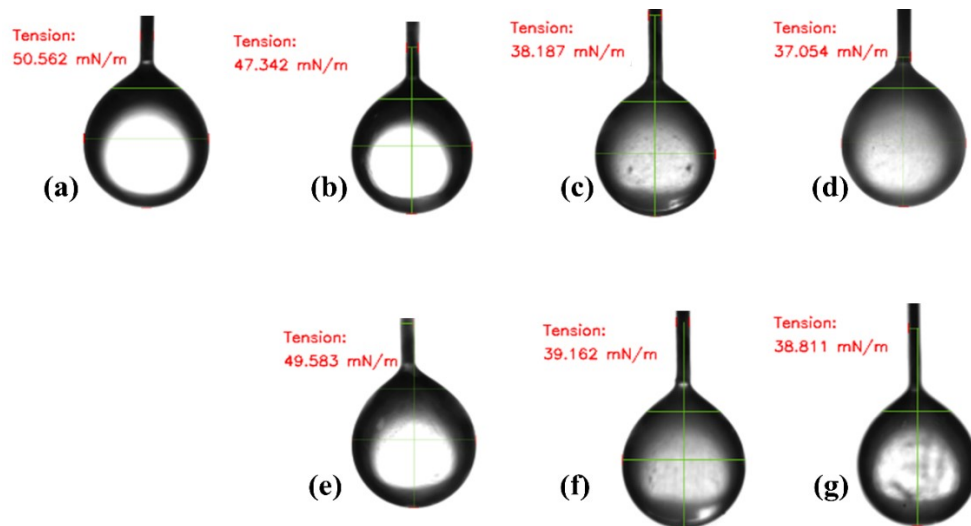 Tension:
50.562 mN/m
(a)
Tension:
47.342 mN/m
(b)
Tension:
38.187 mN/m
(c)
Tension:
37.054 mN/m
(d)
Tension:
49.583 mN/m
(e)
Tension:
39.162 mN/m
(f)
Tension:
38.811 mN/m
(g)